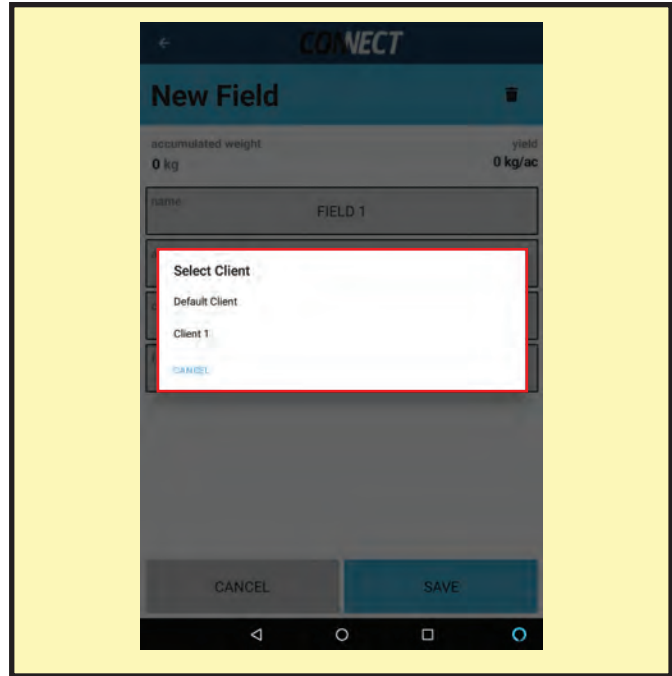 CONNECT
New Field
accumulated weight
yield
0 kg
0 kg/ac
name
FIELD 1
Select Client
Default Client
Client 1
CANCEL
CANCEL
SAVE